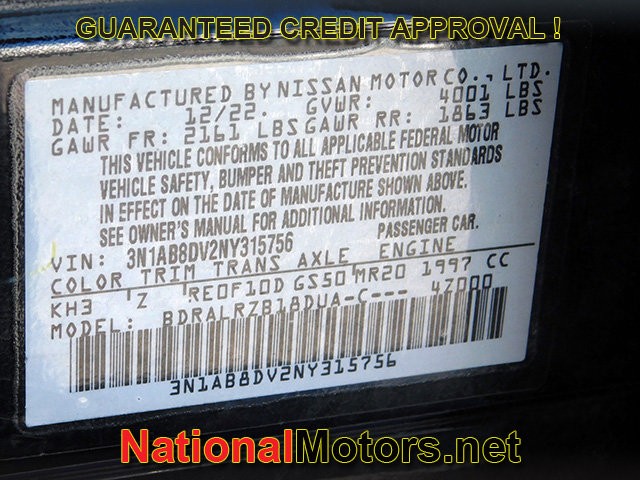 GUARANTEED CREDIT APPROVAL !
MANUFACTURED BY NISSAN MOTOR CO., LTD.
DATE: 12/22. GVWR: 4001 LBS
GAWR FR: 2161 LBS GAWR RR: 1863 LBS
THIS VEHICLE CONFORMS TO ALL APPLICABLE FEDERAL MOTOR
VEHICLE SAFETY, BUMPER AND THEFT PREVENTION STANDARDS
IN EFFECT ON THE DATE OF MANUFACTURE SHOWN ABOVE.
SEE OWNER'S MANUAL FOR ADDITIONAL INFORMATION.
VIN: 3N1AB8DV2NY315756 PASSENGER CAR.
COLOR TRIM TRANS AXLE ENGINE
KH3 Z RE0F10D GS50 MR20 1997 CC
MODEL: BDRALRZB18DUA-C--- 4Z000
3N1AB8DV2NY315756
NationalMotors.net